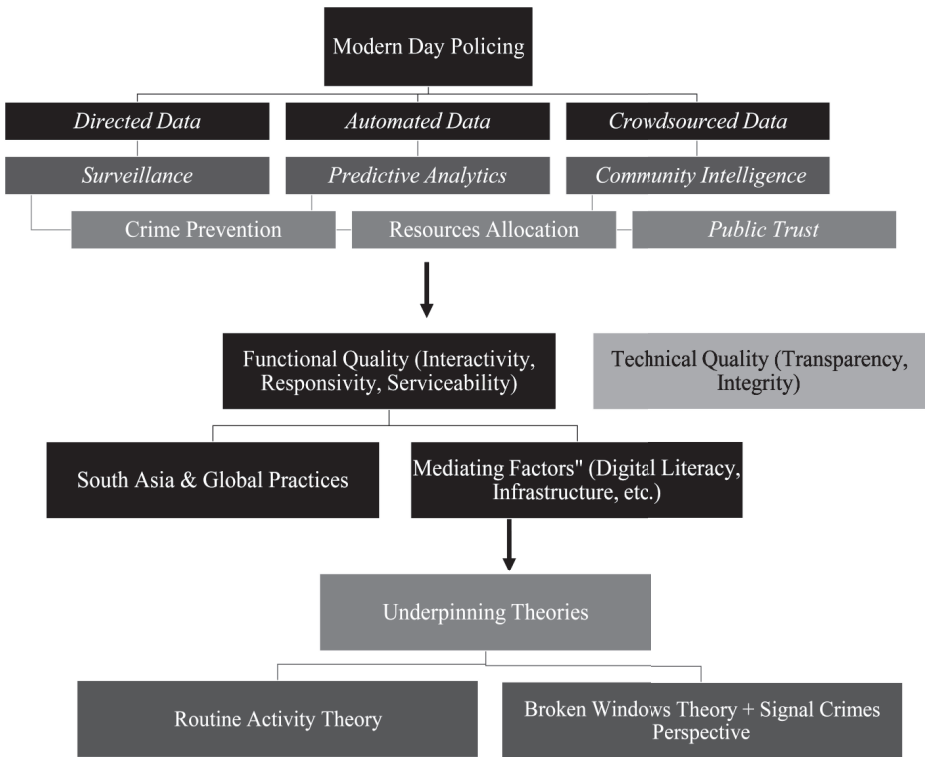 Modern Day Policing
Directed Data
Automated Data
Crowdsourced Data
Surveillance
Predictive Analytics
Community Intelligence
Crime Prevention
Resources Allocation
Public Trust
Functional Quality (Interactivity,
Responsivity, Serviceability)
Technical Quality (Transparency,
Integrity)
South Asia & Global Practices
Mediating Factors" (Digital Literacy,
Infrastructure, etc.)
Underpinning Theories
Routine Activity Theory
Broken Windows Theory + Signal Crimes
Perspective